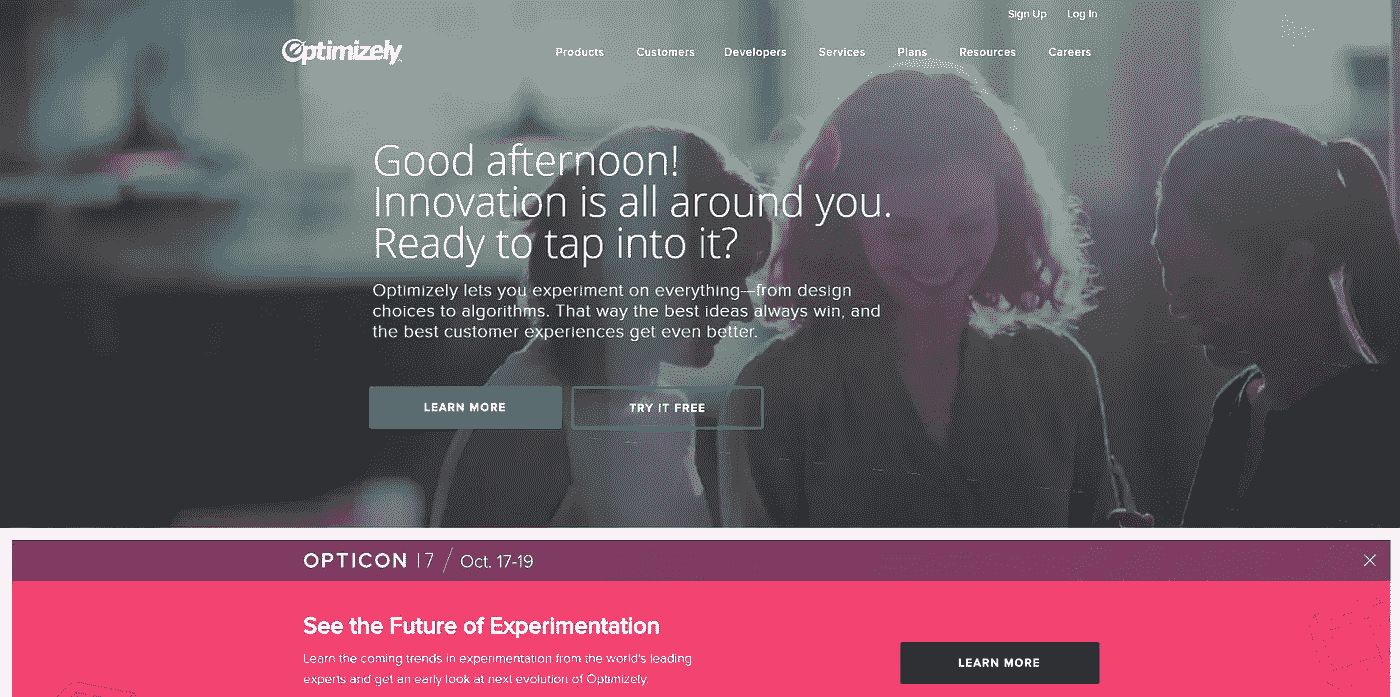 Sign Up Log In
Optimizely
Products Customers Developers Services Plans Resources Careers
Good afternoon!
Innovation is all around you.
Ready to tap into it?
Optimizely lets you experiment on everything—from design
choices to algorithms. That way the best ideas always win, and
the best customer experiences get even better.
LEARN MORE TRY IT FREE
OPTICON 17 / Oct. 17-19
See the Future of Experimentation
Learn the coming trends in experimentation from the world's leading
experts and get an early look at next evolution of Optimizely.
LEARN MORE